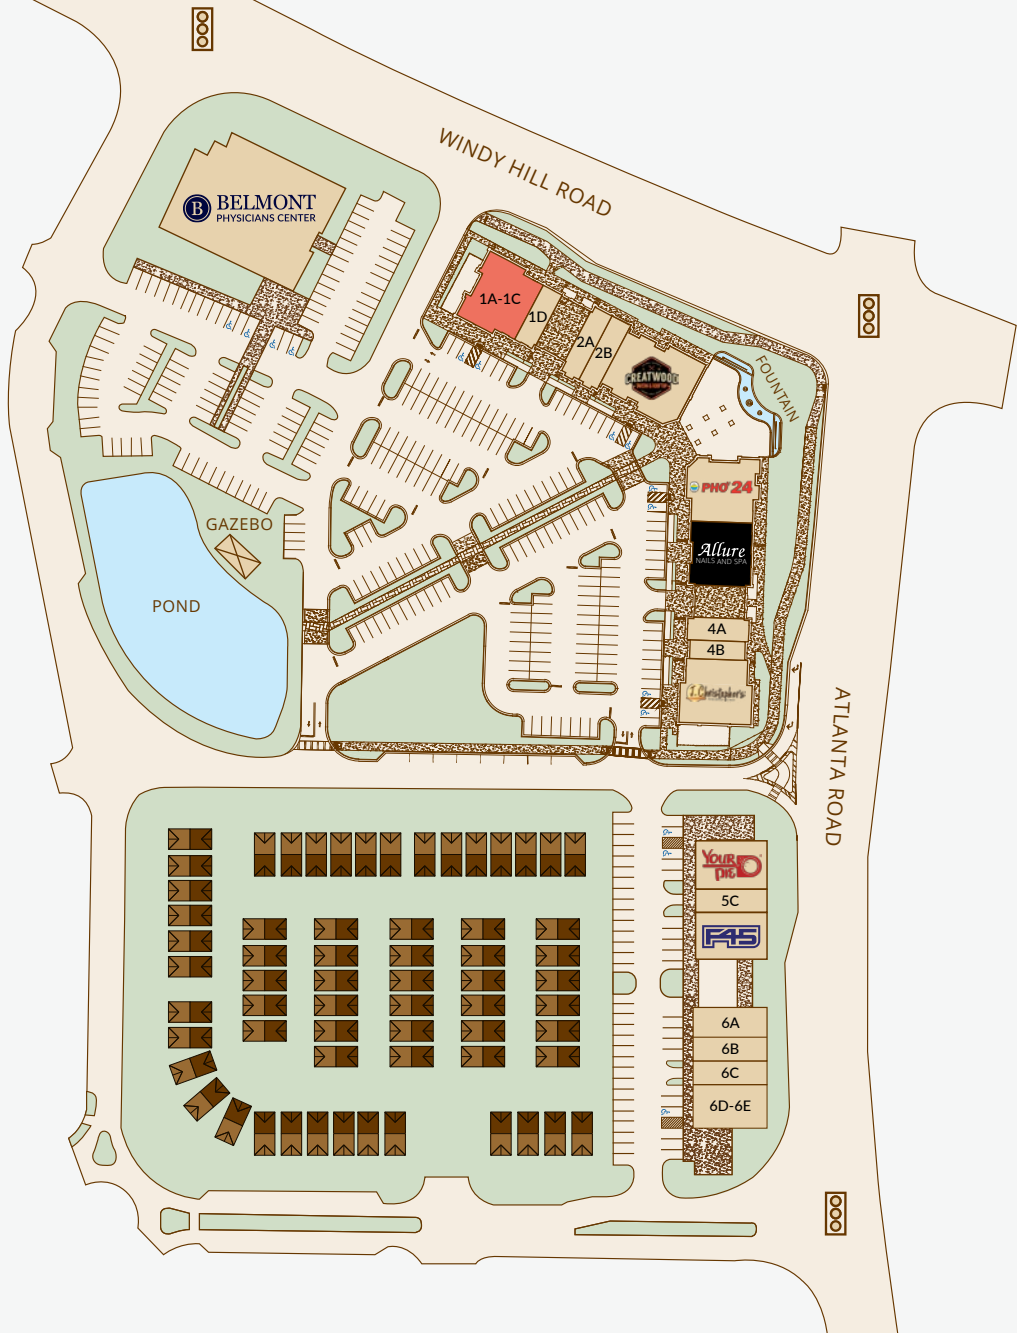 WINDY HILL ROAD
B BELMONT
PHYSICIANS CENTER
1A-1C
1D
2A
2B
CREATWOOD
FOUNTAIN
PHO 24
GAZEBO
Allure
NAILS AND SPA
POND
4A
4B
J.Christopher's
ATLANTA ROAD
YOUR
PIE
5C
F45
6A
6B
6C
6D-6E